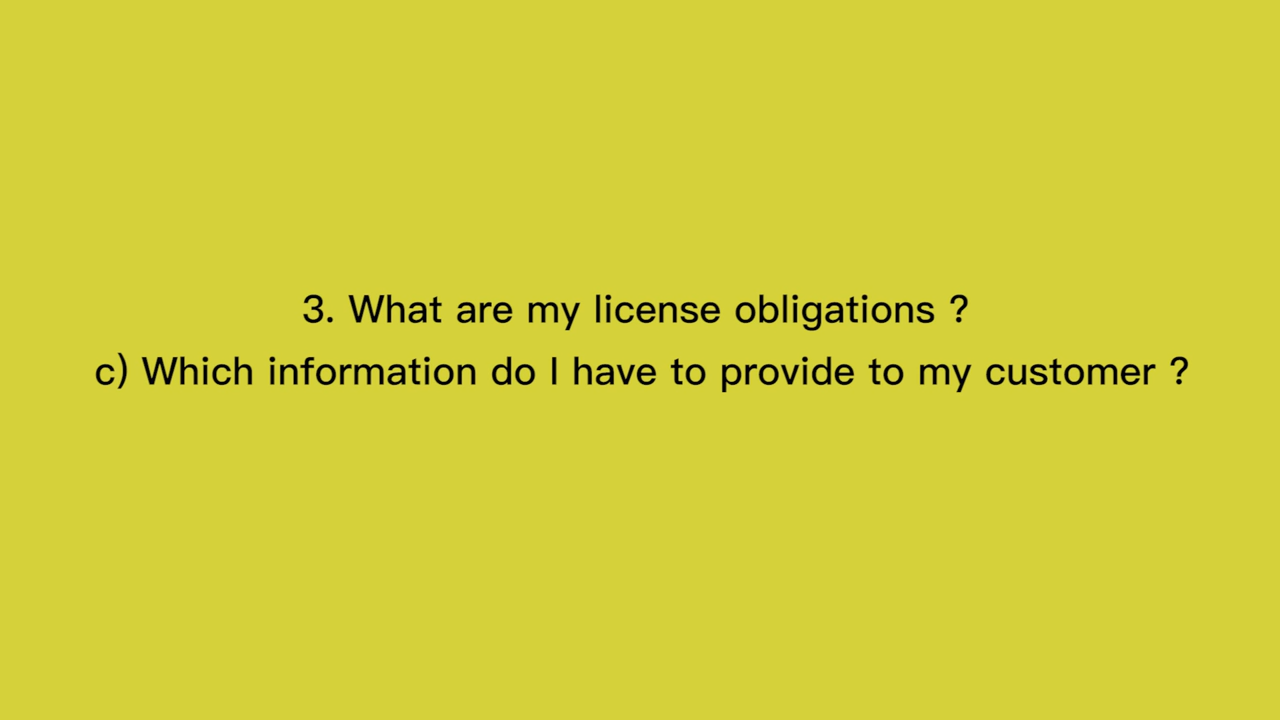 3. What are my license obligations ?
c) Which information do I have to provide to my customer ?